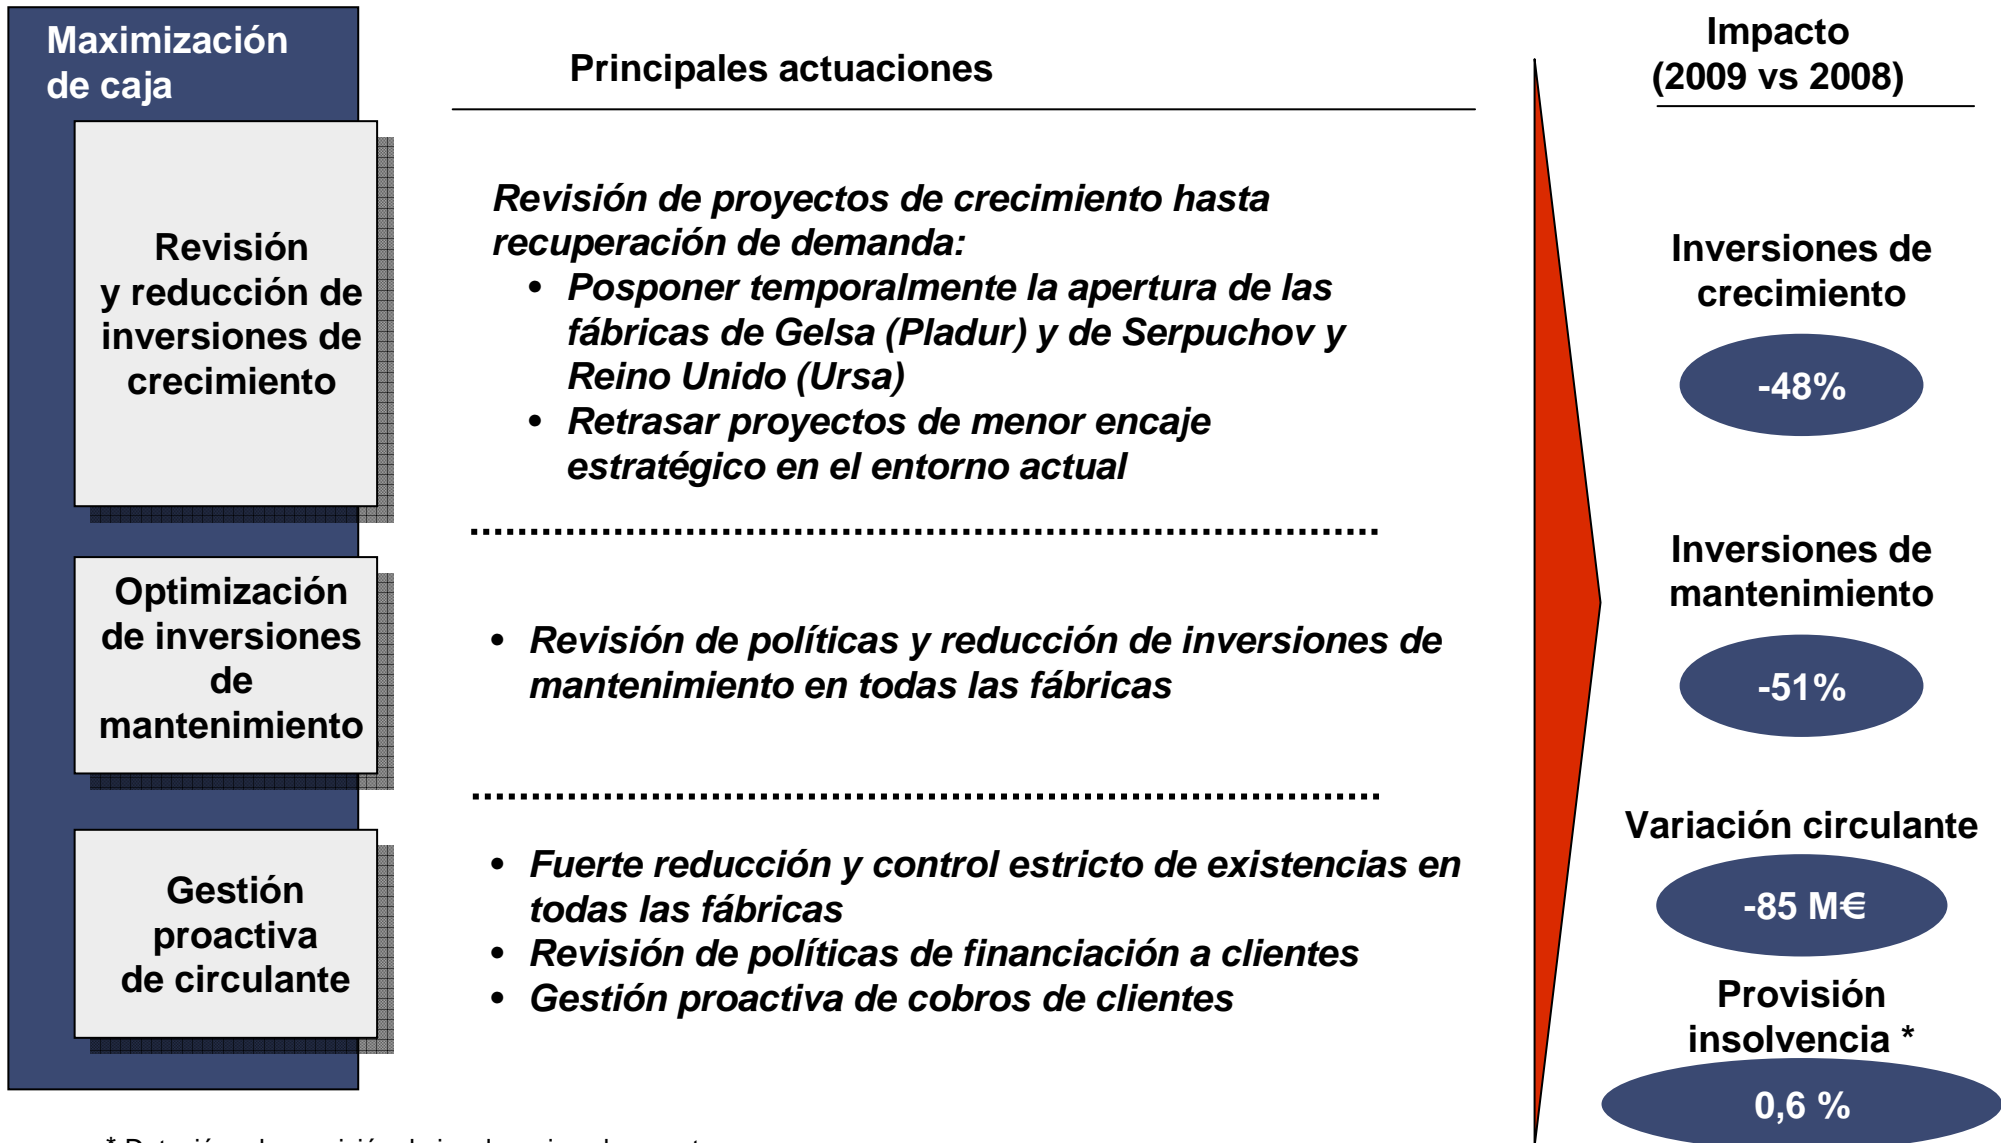 Maximización
de caja
Principales actuaciones
Impacto
(2009 vs 2008)
Revisión
y reducción de
inversiones de
crecimiento
Revisión de proyectos de crecimiento hasta
recuperación de demanda:
• Posponer temporalmente la apertura de las
fábricas de Gelsa (Pladur) y de Serpuchov y
Reino Unido (Ursa)
• Retrasar proyectos de menor encaje
estratégico en el entorno actual
Inversiones de
crecimiento
-48%
Optimización
de inversiones
de
mantenimiento
• Revisión de políticas y reducción de inversiones de
mantenimiento en todas las fábricas
Inversiones de
mantenimiento
-51%
Gestión
proactiva
de circulante
• Fuerte reducción y control estricto de existencias en
todas las fábricas
• Revisión de políticas de financiación a clientes
• Gestión proactiva de cobros de clientes
Variación circulante
-85 M€
Provisión
insolvencia *
0,6 %